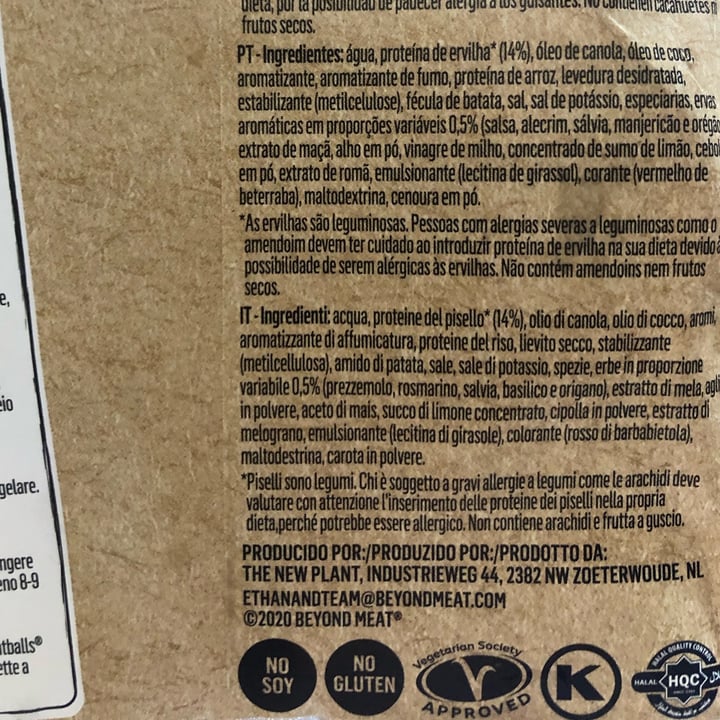 dieta, por la posibilidad de padecer alergia a los guisantes. No contienen cacahuetes ni
frutos secos.
PT - Ingredientes: água, proteína de ervilha* (14%), óleo de canola, óleo de coco,
aromatizante, aromatizante de fumo, proteína de arroz, levedura desidratada,
estabilizante (metilcelulose), fécula de batata, sal, sal de potássio, especiarias, ervas
aromáticas em proporções variáveis 0,5% (salsa, alecrim, sálvia, manjericão e orégão
extrato de maçã, alho em pó, vinagre de milho, concentrado de sumo de limão, cebol
em pó, extrato de romã, emulsionante (lecitina de girassol), corante (vermelho de
beterraba), maltodextrina, cenoura em pó.
*As ervilhas são leguminosas. Pessoas com alergias severas a leguminosas como o
amendoim devem ter cuidado ao introduzir proteína de ervilha na sua dieta devido à
possibilidade de serem alérgicas às ervilhas. Não contém amendoins nem frutos
secos.
IT - Ingredienti: acqua, proteine del pisello* (14%), olio di canola, olio di cocco, aromi,
aromatizzante di affumicatura, proteine del riso, lievito secco, stabilizzante
(metilcellulosa), amido di patata, sale, sale di potassio, spezie, erbe in proporzione
variabile 0,5% (prezzemolo, rosmarino, salvia, basilico e origano), estratto di mela, agli
in polvere, aceto di mais, succo di limone concentrato, cipolla in polvere, estratto di
melograno, emulsionante (lecitina di girasole), colorante (rosso di barbabietola),
maltodestrina, carota in polvere.
*Piselli sono legumi. Chi è soggetto a gravi allergie a legumi come le arachidi deve
valutare con attenzione l'inserimento delle proteine dei piselli nella propria
dieta,perché potrebbe essere allergico. Non contiene arachidi e frutta a guscio.
PRODUCIDO POR:/PRODUZIDO POR:/PRODOTTO DA:
THE NEW PLANT, INDUSTRIEWEG 44, 2382 NW ZOETERWOUDE, NL
ETHANANDTEAM@BEYONDMEAT.COM
©2020 BEYOND MEAT®
e,
eio
gelare.
ngere
eno 8-9
atballs®
ette a
NO
SOY
NO
GLUTEN
Vegetarian Society
APPROVED
K
HALAL QUALITY CONTROL
HALAL HQC